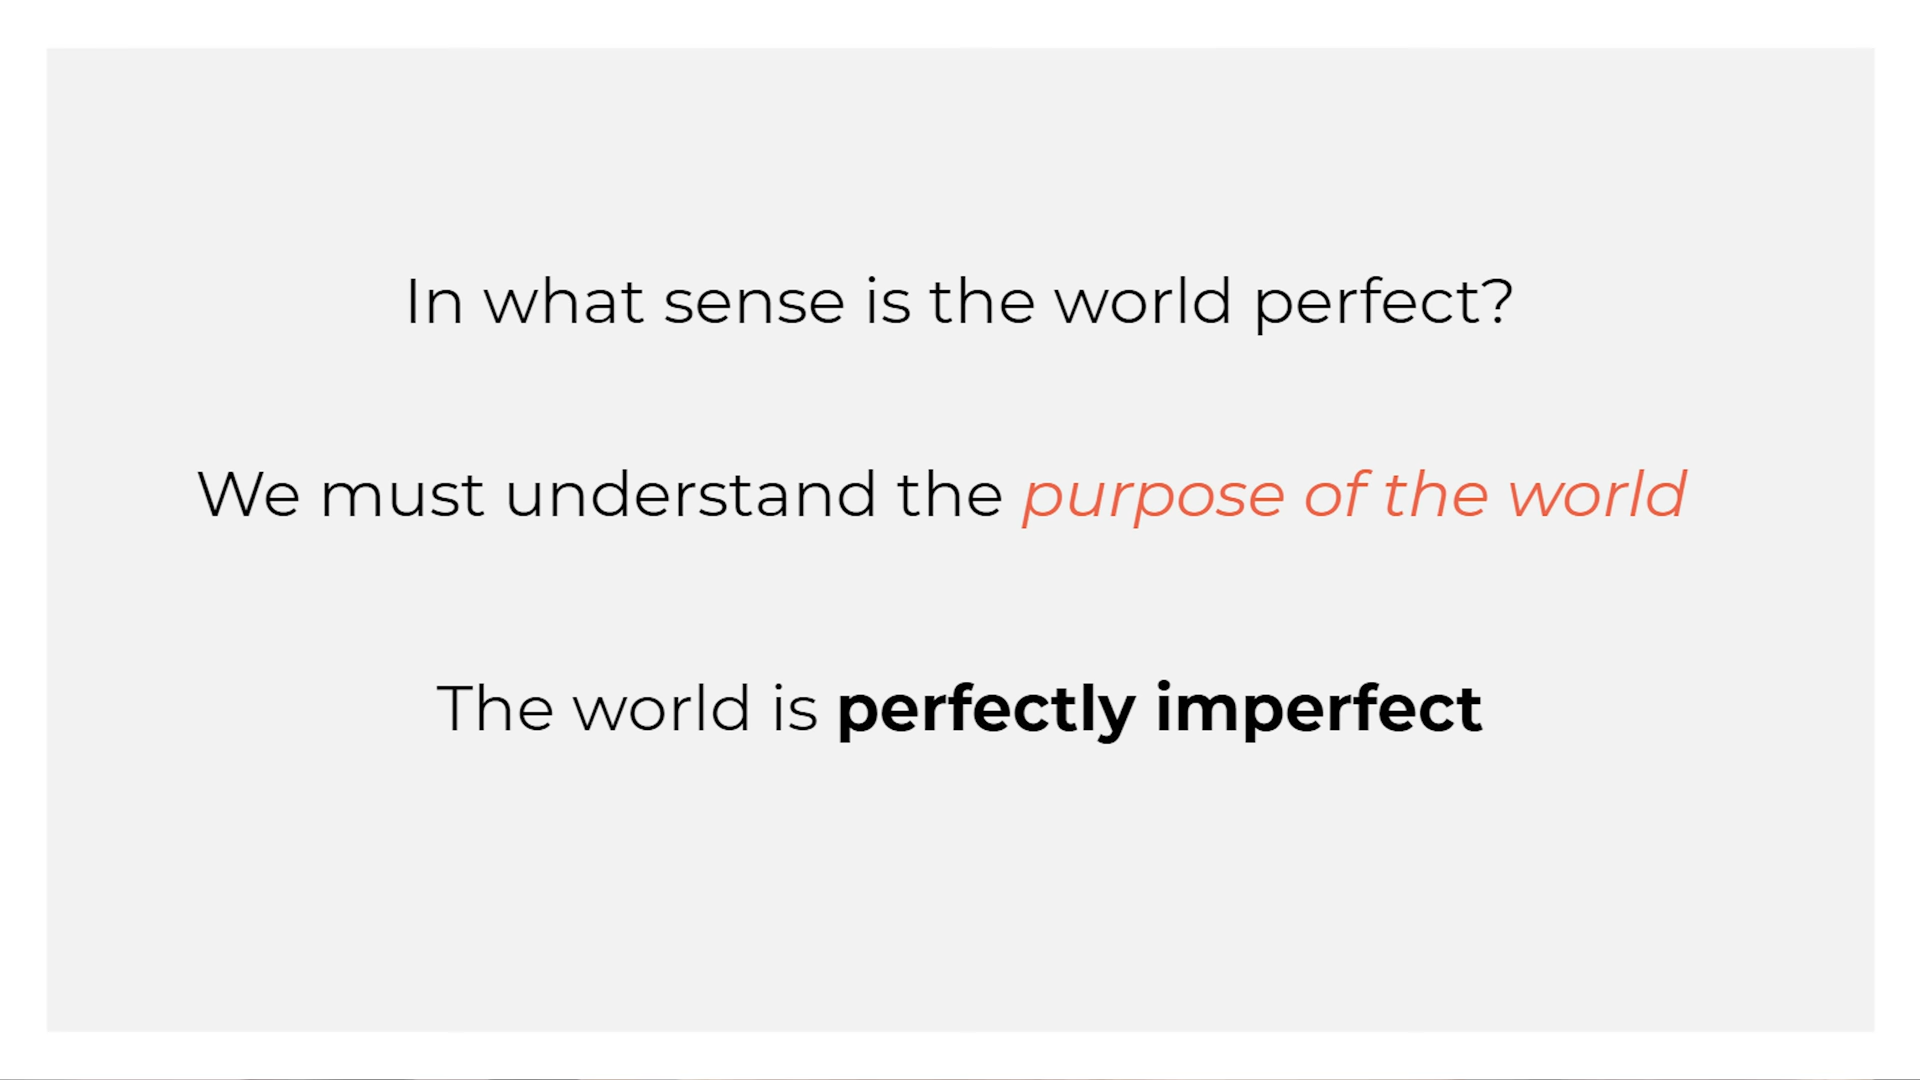 In what sense is the world perfect?
We must understand the purpose of the world
The world is perfectly imperfect